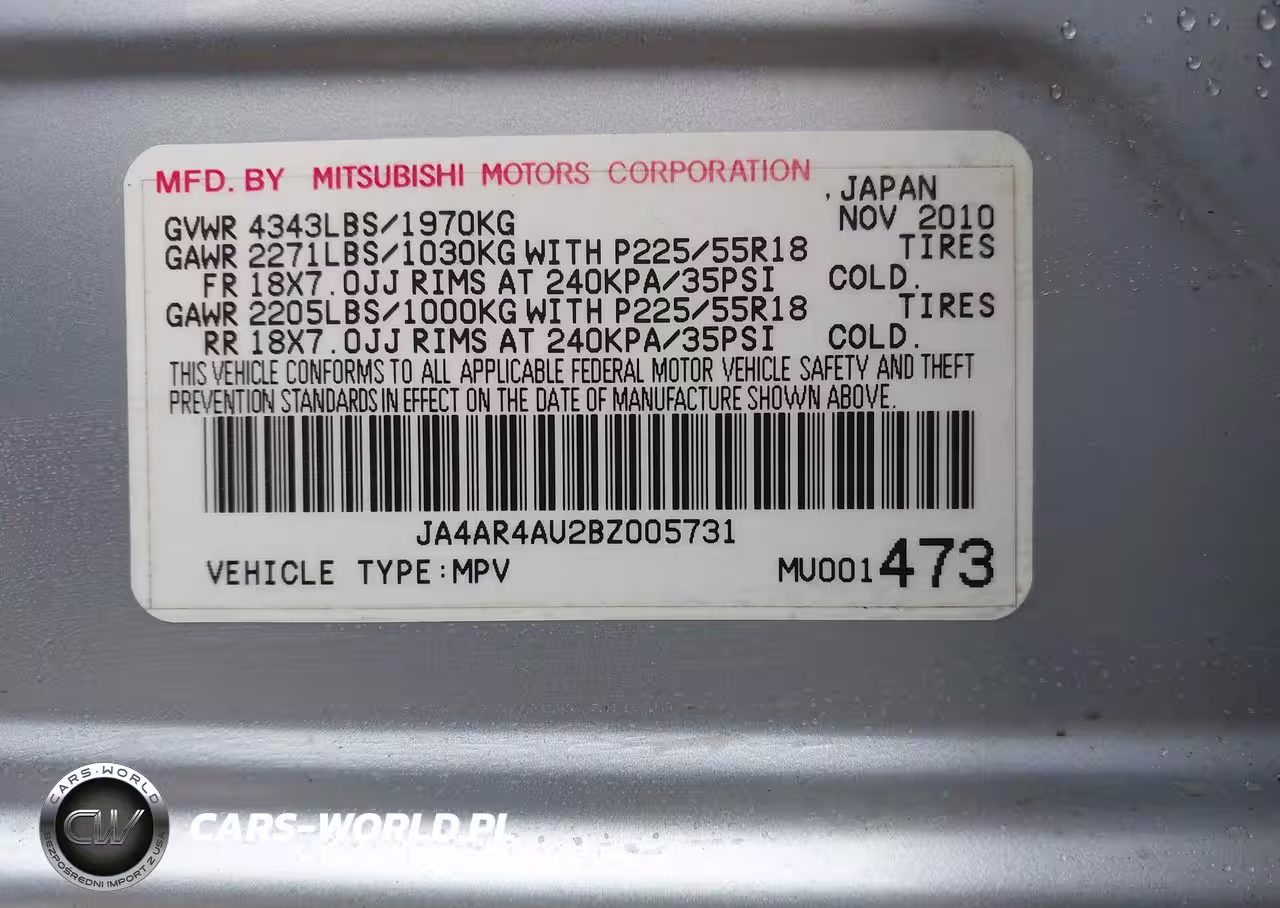 MFD. BY MITSUBISHI MOTORS CORPORATION , JAPAN
GVWR 4343LBS/1970KG NOV 2010
GAWR 2271LBS/1030KG WITH P225/55R18 TIRES
FR 18X7.0JJ RIMS AT 240KPA/35PSI COLD.
GAWR 2205LBS/1000KG WITH P225/55R18 TIRES
RR 18X7.0JJ RIMS AT 240KPA/35PSI COLD.
THIS VEHICLE CONFORMS TO ALL APPLICABLE FEDERAL MOTOR VEHICLE SAFETY AND THEFT
PREVENTION STANDARDS IN EFFECT ON THE DATE OF MANUFACTURE SHOWN ABOVE.
JA4AR4AU2BZ005731
VEHICLE TYPE:MPV MU001473
CARS·WORLD
CW
BEZPOŚREDNI IMPORT Z USA
CARS-WORLD.PL